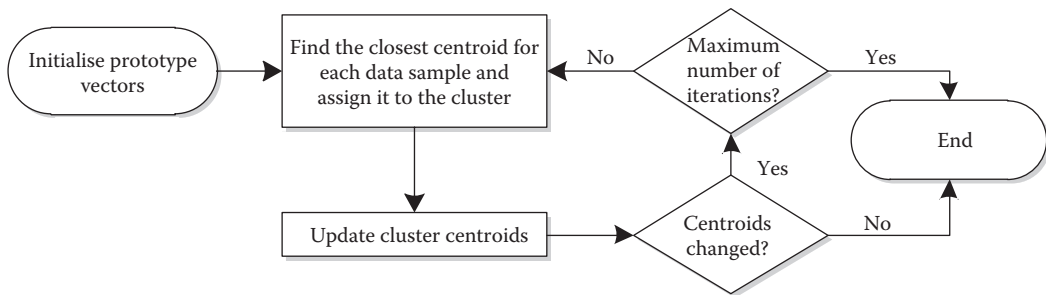 Initialise prototype
vectors
Find the closest centroid for
each data sample and
assign it to the cluster
No
Maximum
number of
iterations?
Yes
End
Yes
Update cluster centroids
Centroids
changed?
No